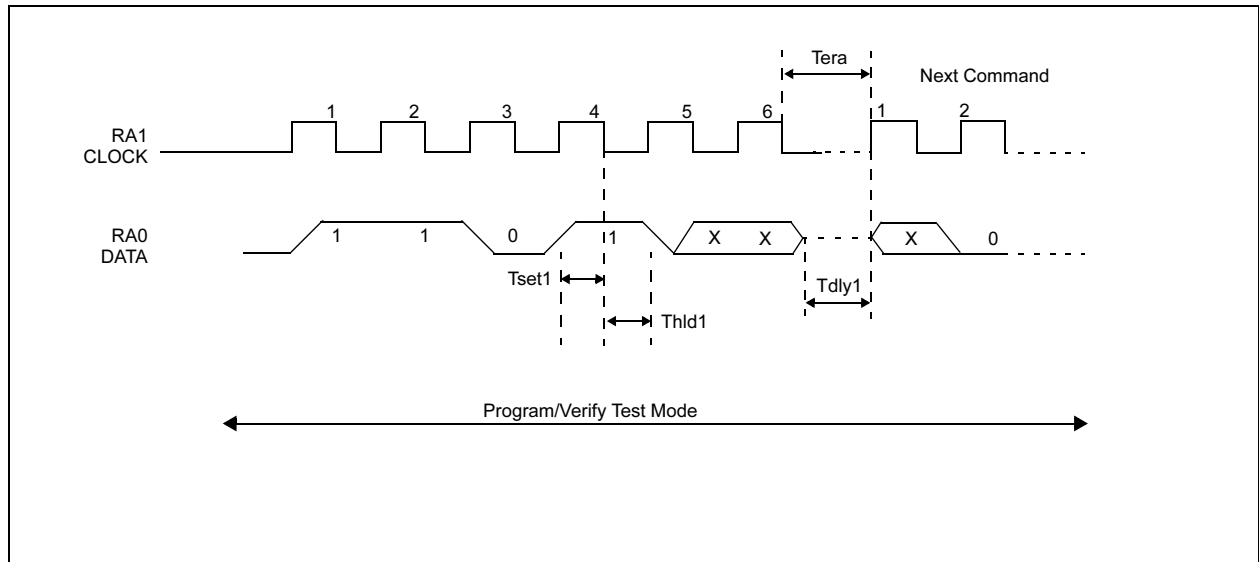 Tera
Next Command
1 2 3 4 5 6 1 2
RA1
CLOCK
RA0
DATA
1 1 0 1 X X X 0
Tset1
Thld1
Tdly1
Program/Verify Test Mode